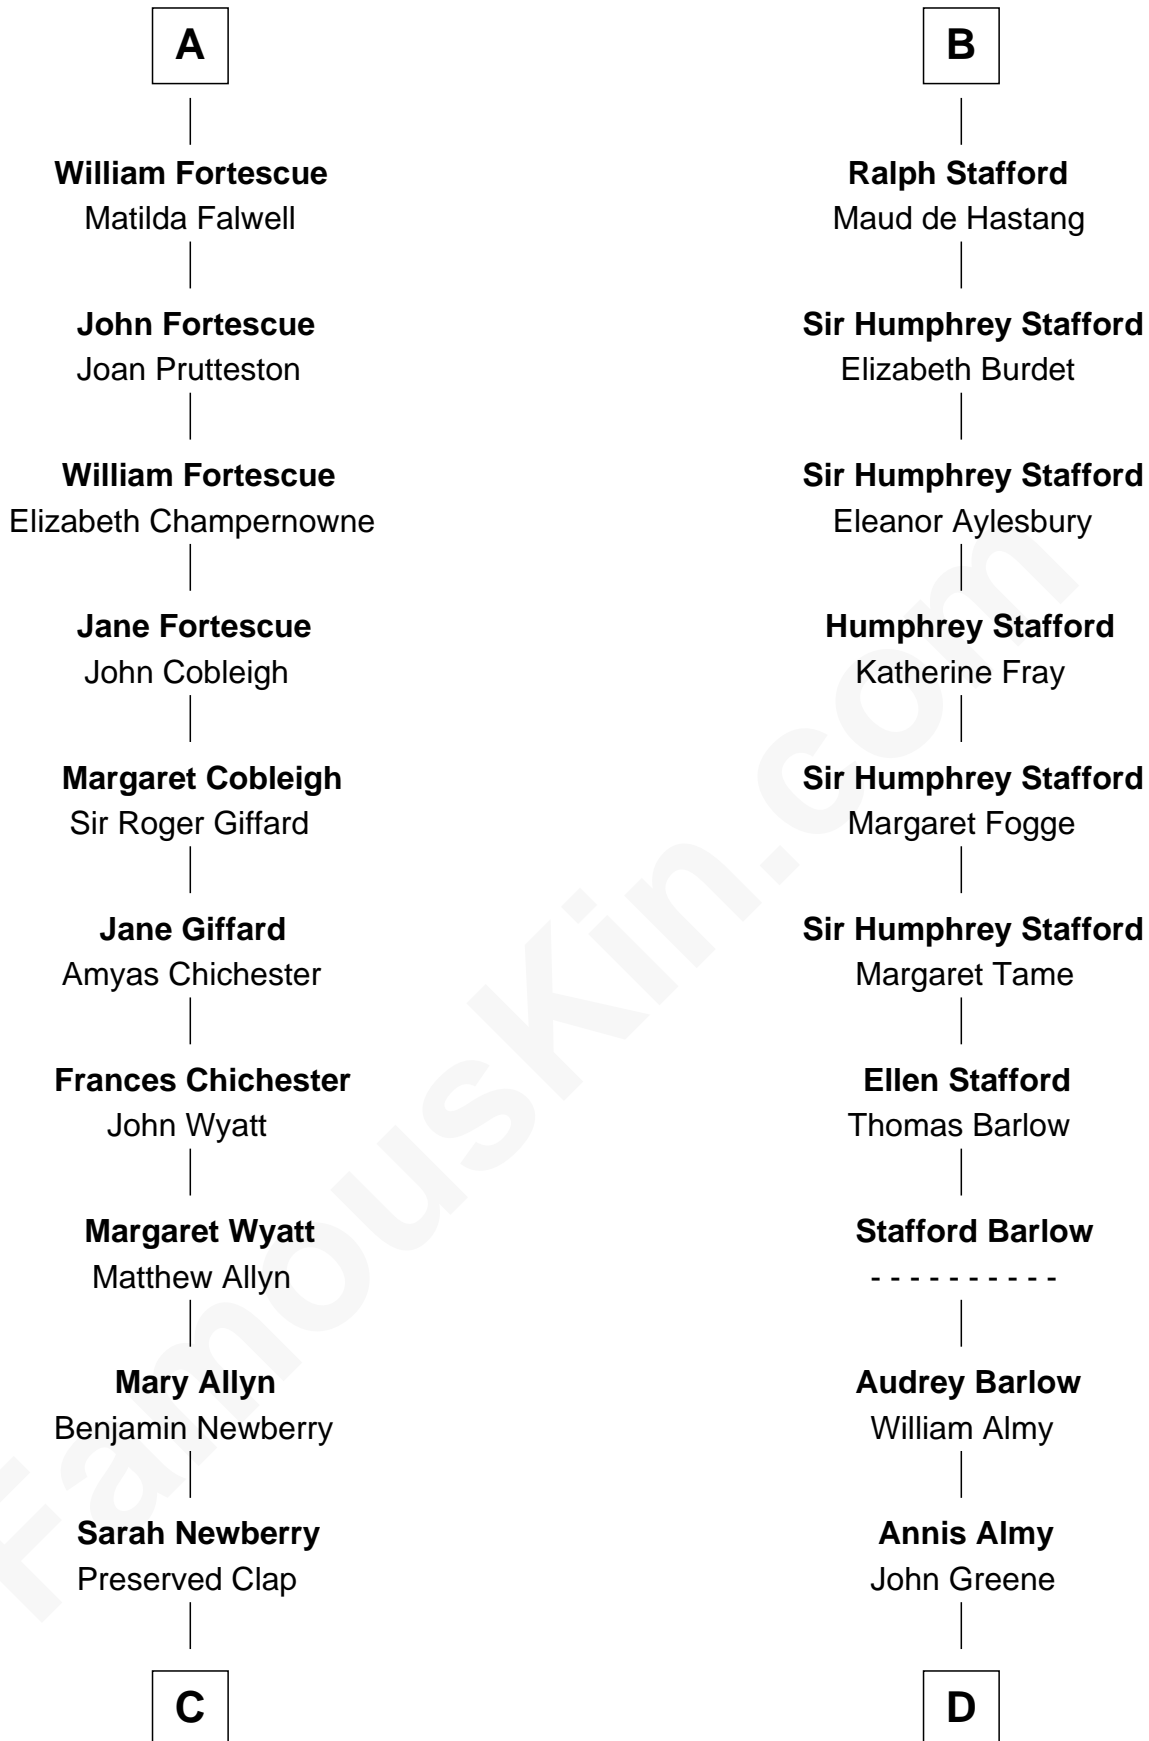 A
William Fortescue
Matilda Falwell
John Fortescue
Joan Prutteston
William Fortescue
Elizabeth Champernowne
Jane Fortescue
John Cobleigh
Margaret Cobleigh
Sir Roger Giffard
Jane Giffard
Amyas Chichester
Frances Chichester
John Wyatt
Margaret Wyatt
Matthew Allyn
Mary Allyn
Benjamin Newberry
Sarah Newberry
Preserved Clap
C
B
Ralph Stafford
Maud de Hastang
Sir Humphrey Stafford
Elizabeth Burdet
Sir Humphrey Stafford
Eleanor Aylesbury
Humphrey Stafford
Katherine Fray
Sir Humphrey Stafford
Margaret Fogge
Sir Humphrey Stafford
Margaret Tame
Ellen Stafford
Thomas Barlow
Stafford Barlow
- - - - - - - - - -
Audrey Barlow
William Almy
Annis Almy
John Greene
D
FamousKin.com